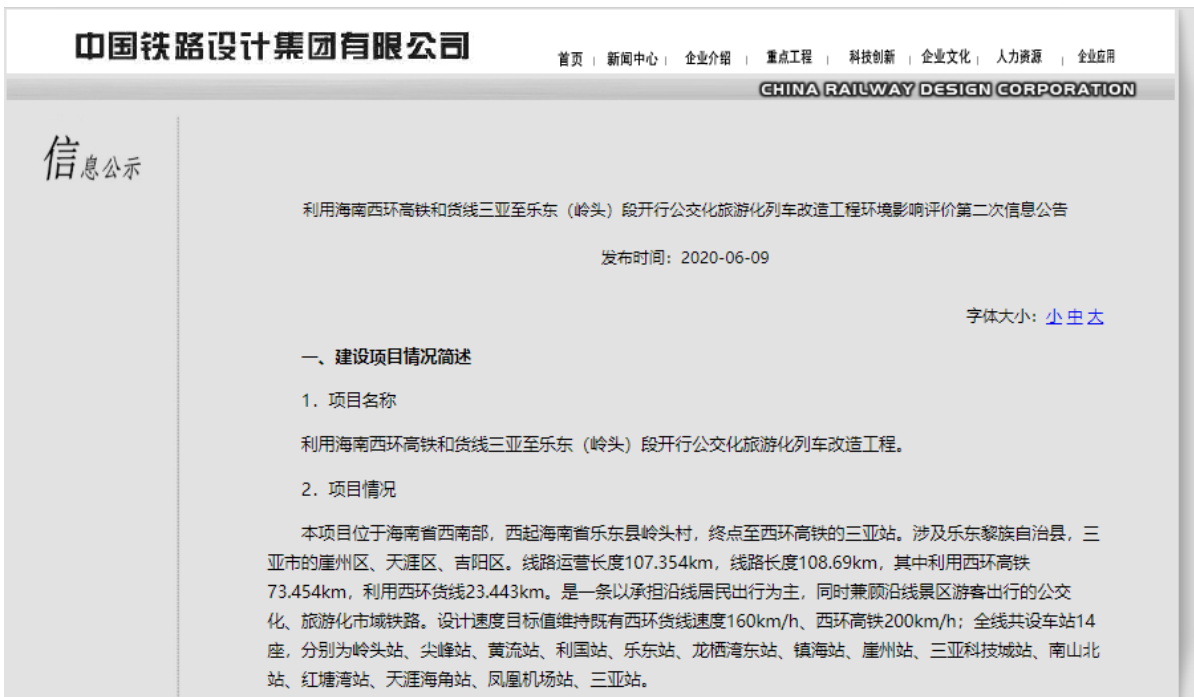 中国铁路设计集团有限公司
首页 | 新闻中心 | 企业介绍 | 重点工程 | 科技创新 | 企业文化 | 人力资源 | 企业应用
CHINA RAILWAY DESIGN CORPORATION
信息公示
利用海南西环高铁和货线三亚至乐东（岭头）段开行公交化旅游化列车改造工程环境影响评价第二次信息公告
发布时间：2020-06-09
字体大小：小 中 大
一、建设项目情况简述
1．项目名称
利用海南西环高铁和货线三亚至乐东（岭头）段开行公交化旅游化列车改造工程。
2．项目情况
本项目位于海南省西南部，西起海南省乐东县岭头村，终点至西环高铁的三亚站。涉及乐东黎族自治县，三
亚市的崖州区、天涯区、吉阳区。线路运营长度107.354km，线路长度108.69km，其中利用西环高铁
73.454km，利用西环货线23.443km。是一条以承担沿线居民出行为主，同时兼顾沿线景区游客出行的公交
化、旅游化市域铁路。设计速度目标值维持既有西环货线速度160km/h、西环高铁200km/h；全线共设车站14
座，分别为岭头站、尖峰站、黄流站、利国站、乐东站、龙栖湾东站、镇海站、崖州站、三亚科技城站、南山北
站、红塘湾站、天涯海角站、凤凰机场站、三亚站。